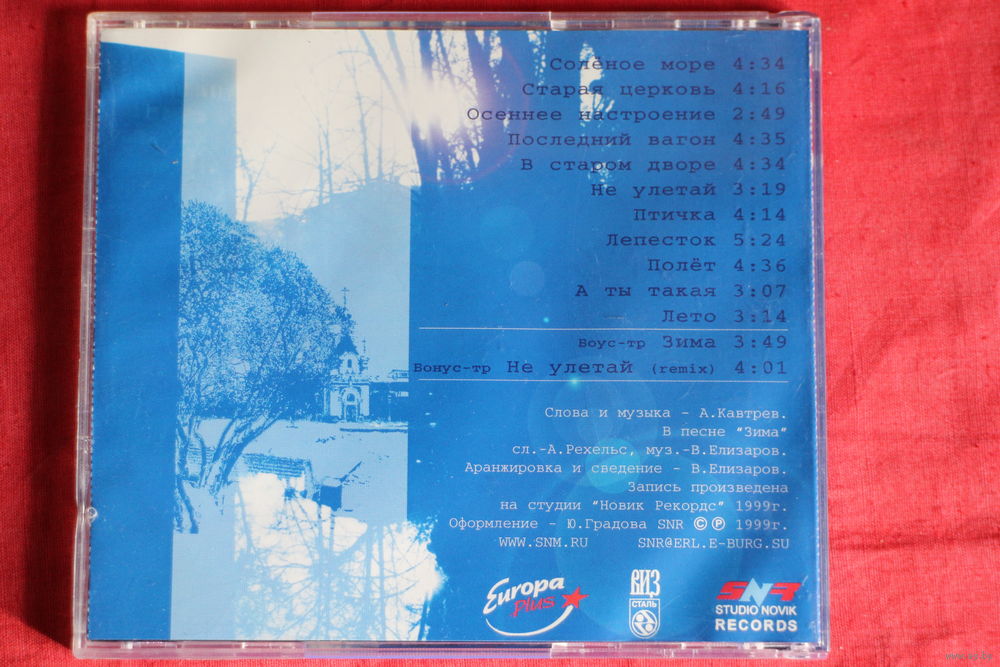 Солёное море 4:34
Старая церковь 4:16
Осеннее настроение 2:49
Последний вагон 4:35
В старом дворе 4:34
Не улетай 3:19
Птичка 4:14
Лепесток 5:24
Полёт 4:36
А ты такая 3:07
Лето 3:14
Воус-тр Зима 3:49
Вонус-тр Не улетай (remix) 4:01
Слова и музыка - А.Кавтрев.
В песне "Зима"
сл.-А.Рехельс, муз.-В.Елизаров.
Аранжировка и сведение - В.Елизаров.
Запись произведена
на студии "Новик Рекордс" 1999г.
Оформление - Ю.Градова SNR ©℗ 1999г.
WWW.SNM.RU SNR@ERL.E-BURG.SU
Europa Plus
ВИЗ
СТАЛЬ
SNR
STUDIO NOVIK
RECORDS